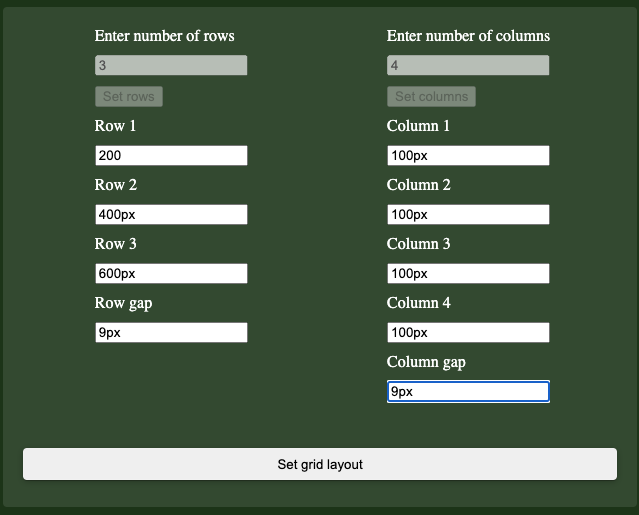 Enter number of rows
3
Set rows
Row 1
200
Row 2
400px
Row 3
600px
Row gap
9px
Enter number of columns
4
Set columns
Column 1
100px
Column 2
100px
Column 3
100px
Column 4
100px
Column gap
9px
Set grid layout